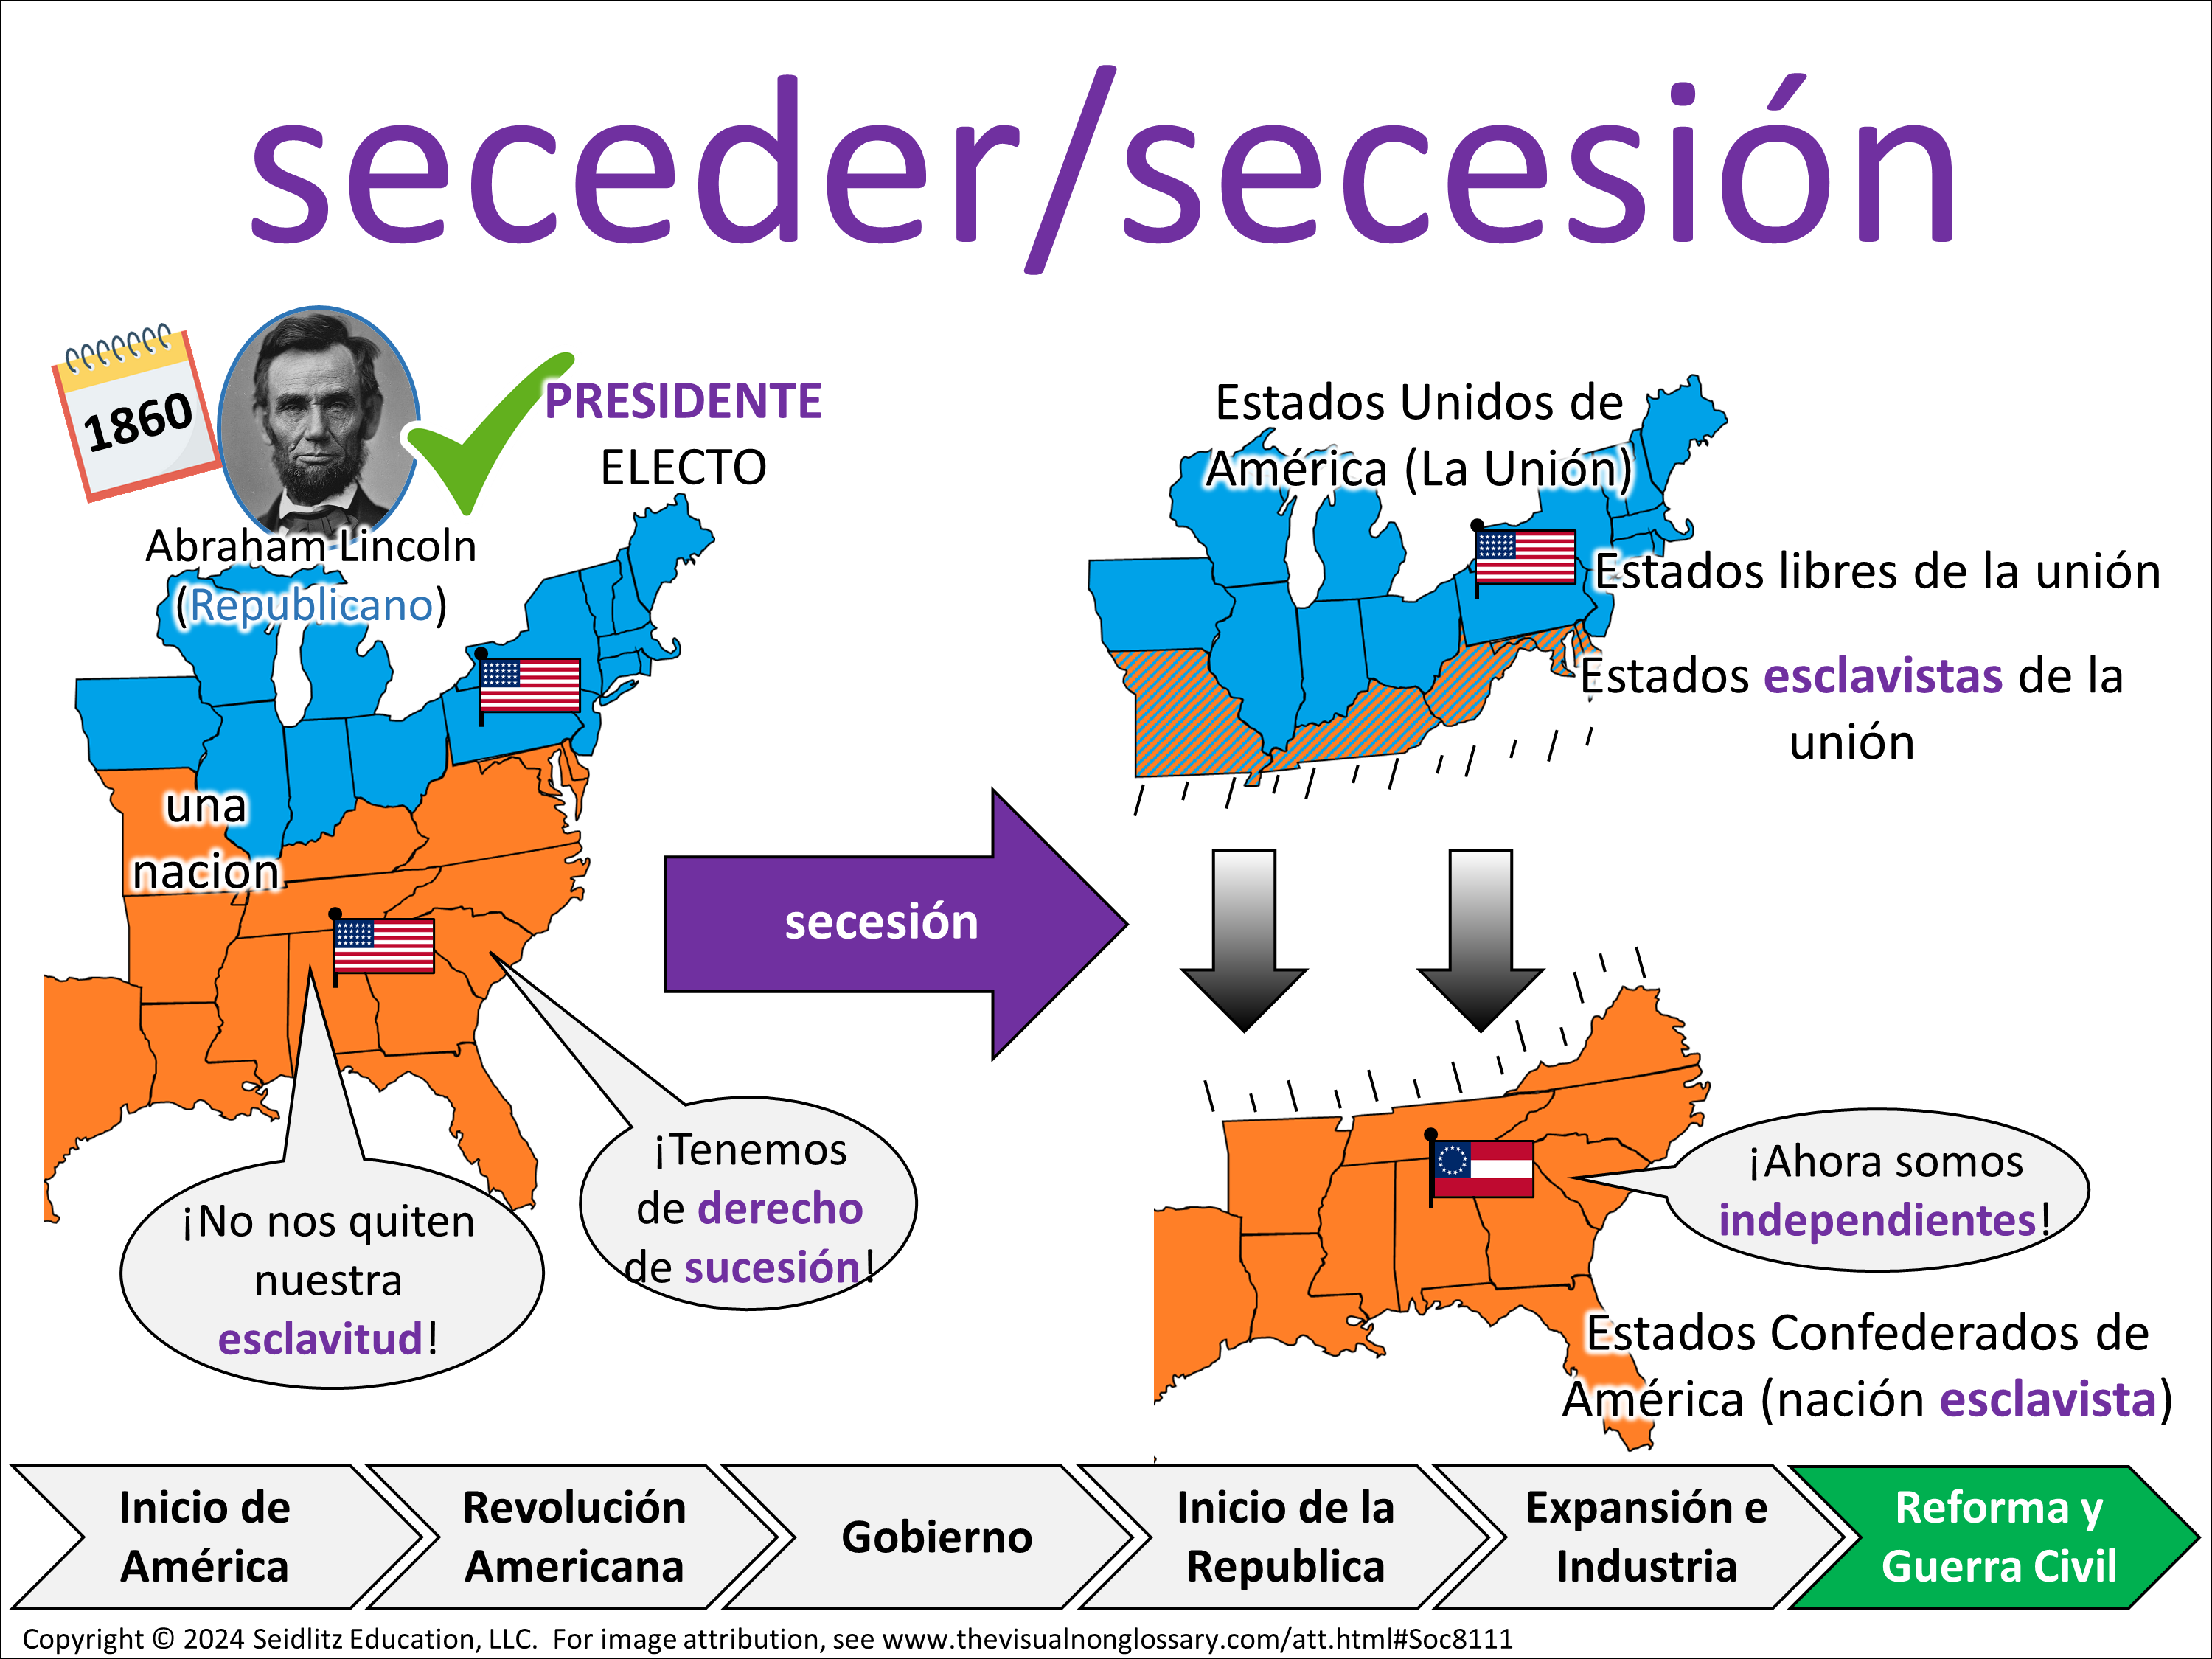 seceder/secesión
1860
PRESIDENTE
ELECTO
Abraham Lincoln
(Republicano)
una
nacion
¡No nos quiten
nuestra
esclavitud!
¡Tenemos
de derecho
de sucesión!
secesión
Estados Unidos de
América (La Unión)
Estados libres de la unión
Estados esclavistas de la
unión
¡Ahora somos
independientes!
Estados Confederados de
América (nación esclavista)
Inicio de
América
Revolución
Americana
Gobierno
Inicio de la
Republica
Expansión e
Industria
Reforma y
Guerra Civil
Copyright © 2024 Seidlitz Education, LLC.  For image attribution, see www.thevisualnonglossary.com/att.html#Soc8111